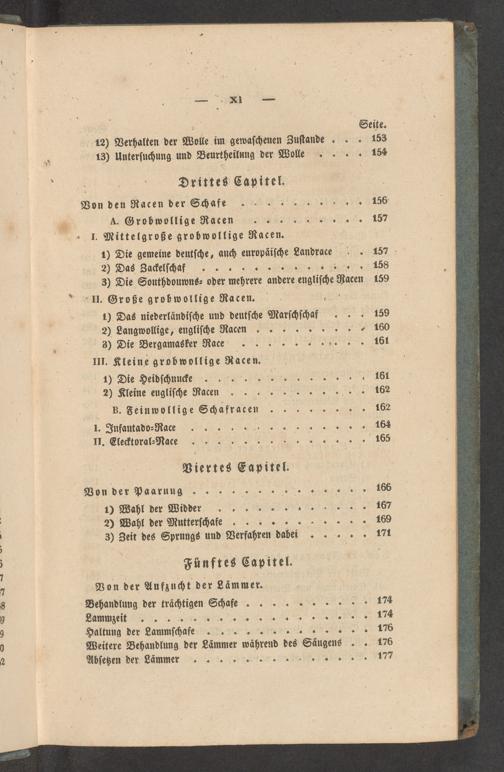 — XI —
Seite.
12) Verhalten der Wolle im gewaschenen Zustande . . . 153
13) Untersuchung und Beurtheilung der Wolle . . . . 154
Drittes Capitel.
Von den Racen der Schafe . . . . . . . . . . 156
A. Grobwollige Racen . . . . . . . . 157
I. Mittelgroße grobwollige Racen.
1) Die gemeine deutsche, auch europäische Landrace . . 157
2) Das Zackelschaf . . . . . . . . . . . . 158
3) Die Southdowns- oder mehrere andere englische Racen 159
II. Große grobwollige Racen.
1) Das niederländische und deutsche Marschschaf . . . 159
2) Langwollige, englische Racen . . . . . . . . 160
3) Die Bergamasker Race . . . . . . . . . 161
III. Kleine grobwollige Racen.
1) Die Heidschnucke . . . . . . . . . . . . 161
2) Kleine englische Racen . . . . . . . . . . 162
B. Feinwollige Schafracen . . . . . . . 162
I. Infantado-Race . . . . . . . . . . . . . 164
II. Elecktoral-Race . . . . . . . . . . . . . 165
Viertes Capitel.
Von der Paarung . . . . . . . . . . . . . 166
1) Wahl der Widder . . . . . . . . . . . 167
2) Wahl der Mutterschafe . . . . . . . . . . 169
3) Zeit des Sprungs und Verfahren dabei . . . . . 171
Fünftes Capitel.
Von der Aufzucht der Lämmer.
Behandlung der trächtigen Schafe . . . . . . . . . 174
Lammzeit . . . . . . . . . . . . . . . . 174
Haltung der Lammschafe . . . . . . . . . . . . 176
Weitere Behandlung der Lämmer während des Säugens . . 176
Absetzen der Lämmer . . . . . . . . . . . . . 177